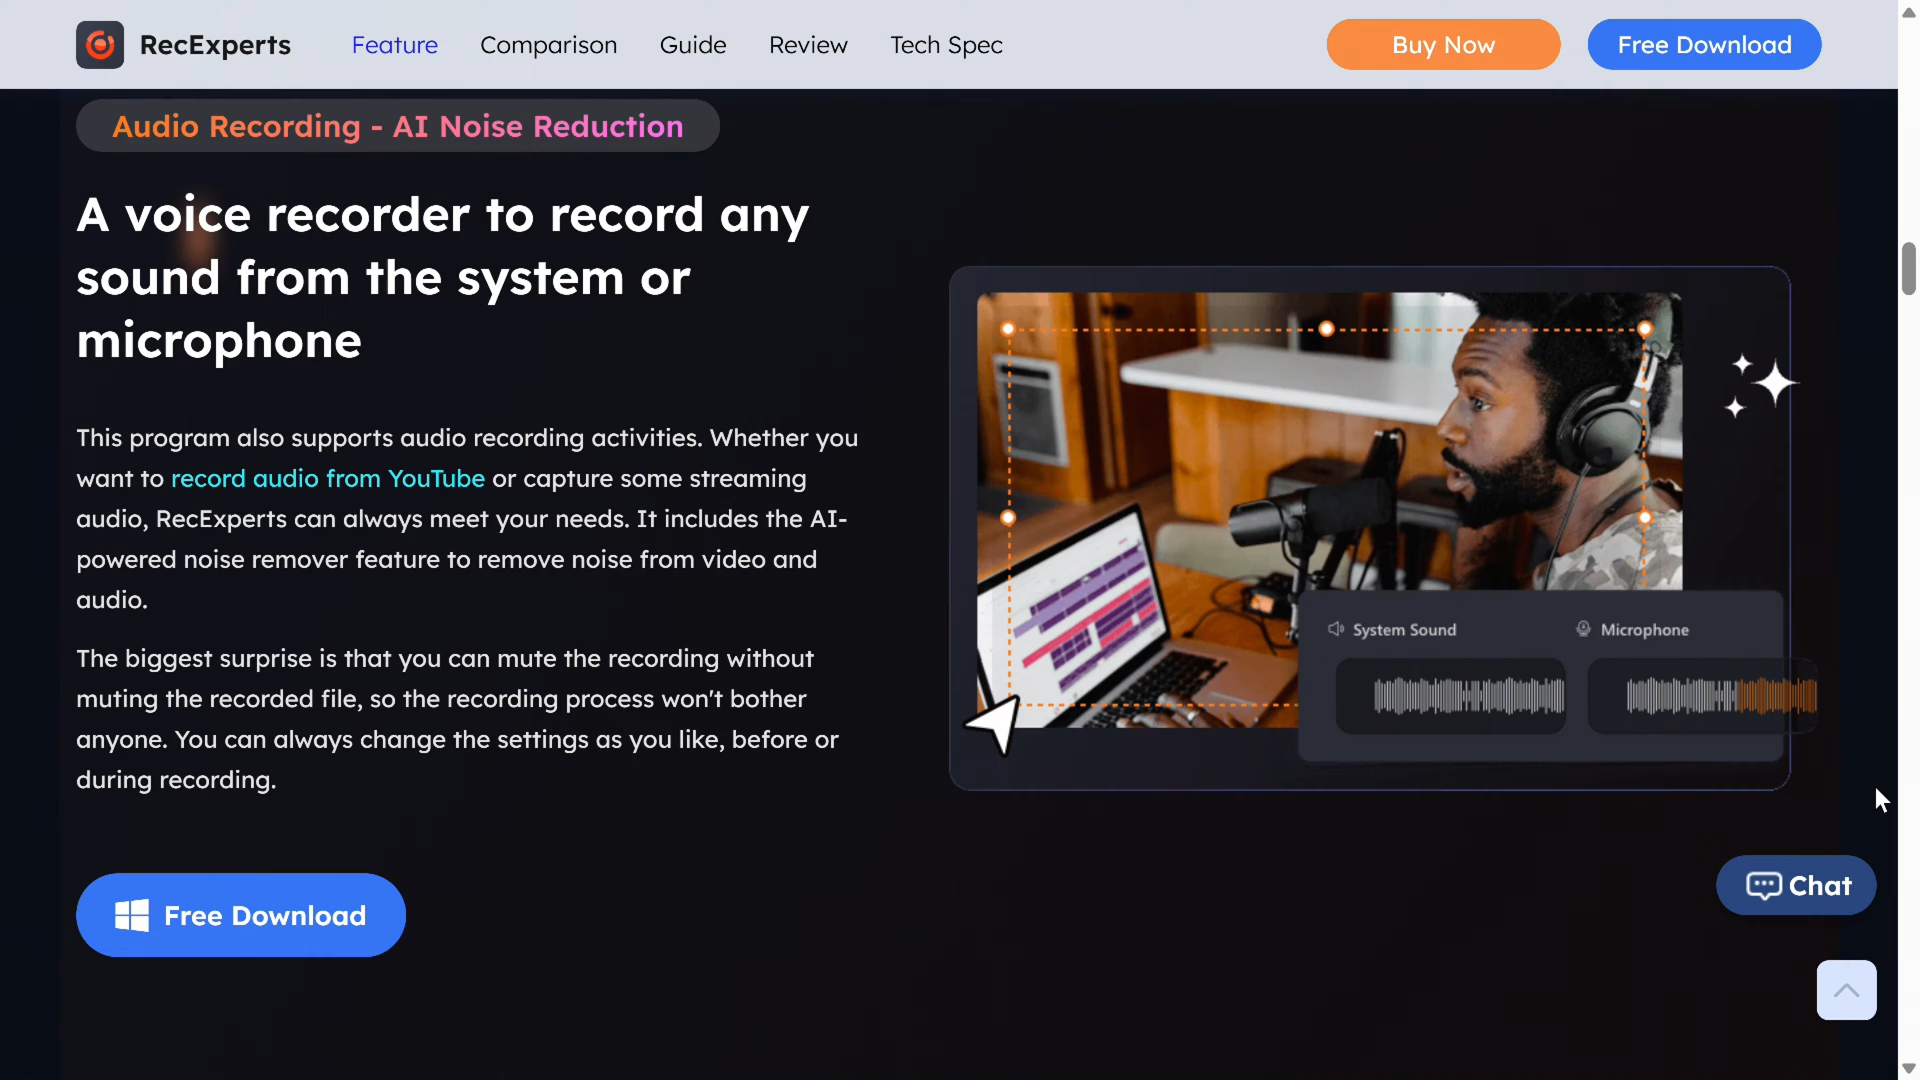 RecExperts
Feature
Comparison
Guide
Review
Tech Spec
Buy Now
Free Download
Audio Recording - AI Noise Reduction
A voice recorder to record any
sound from the system or
microphone
This program also supports audio recording activities. Whether you
want to record audio from YouTube or capture some streaming
audio, RecExperts can always meet your needs. It includes the AI-
powered noise remover feature to remove noise from video and
audio.
The biggest surprise is that you can mute the recording without
muting the recorded file, so the recording process won't bother
anyone. You can always change the settings as you like, before or
during recording.
Free Download
System Sound
Microphone
Chat